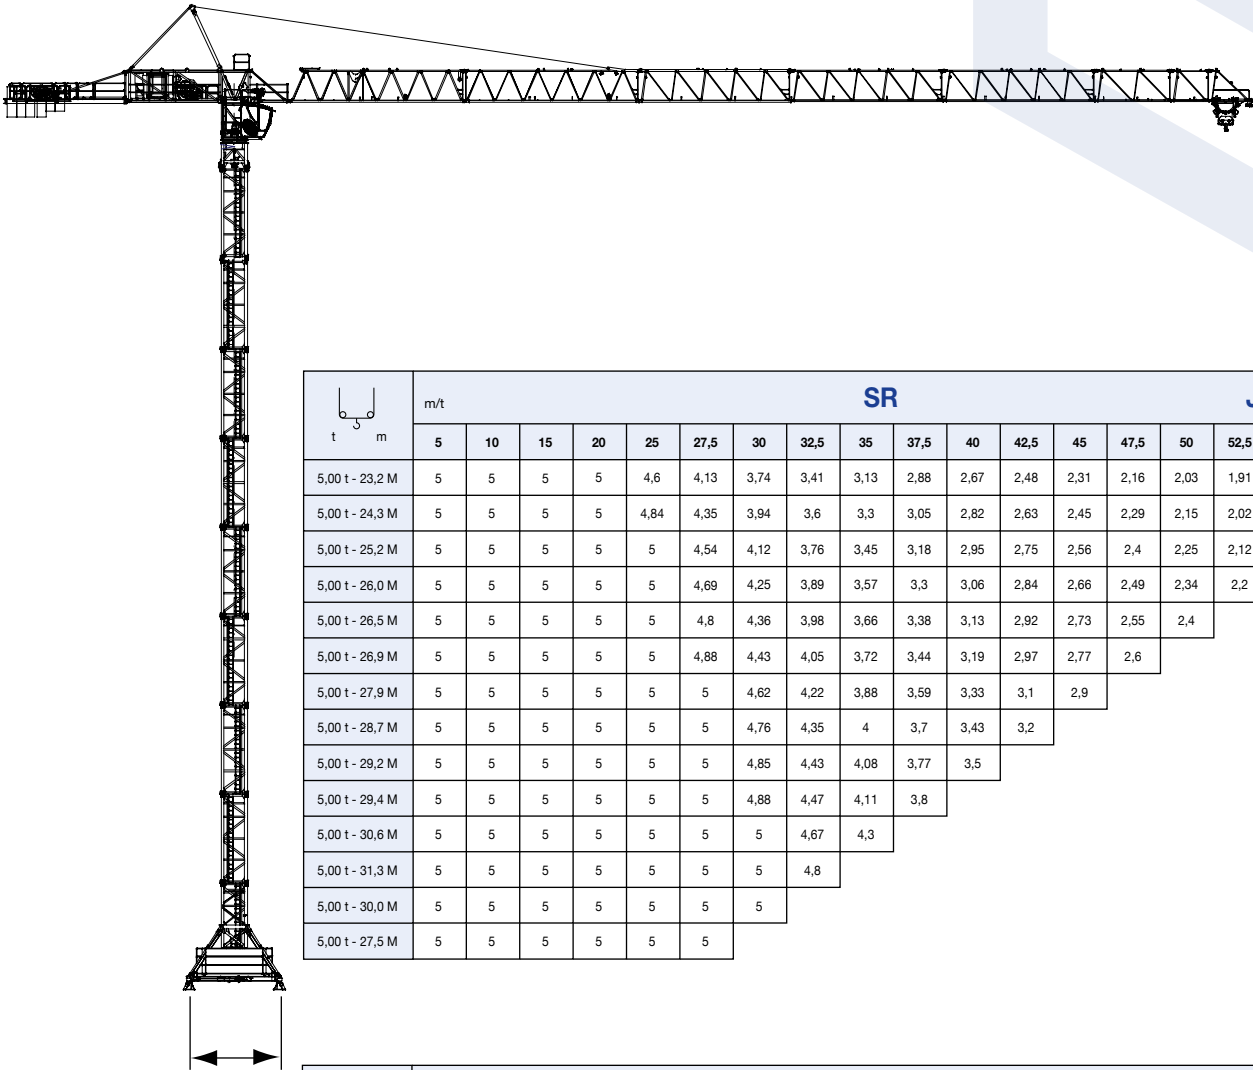 m/t SR
t m 5 10 15 20 25 27,5 30 32,5 35 37,5 40 42,5 45 47,5 50 52,5
5,00 t - 23,2 M 5 5 5 5 4,6 4,13 3,74 3,41 3,13 2,88 2,67 2,48 2,31 2,16 2,03 1,91
5,00 t - 24,3 M 5 5 5 5 4,84 4,35 3,94 3,6 3,3 3,05 2,82 2,63 2,45 2,29 2,15 2,02
5,00 t - 25,2 M 5 5 5 5 5 4,54 4,12 3,76 3,45 3,18 2,95 2,75 2,56 2,4 2,25 2,12
5,00 t - 26,0 M 5 5 5 5 5 4,69 4,25 3,89 3,57 3,3 3,06 2,84 2,66 2,49 2,34 2,2
5,00 t - 26,5 M 5 5 5 5 5 4,8 4,36 3,98 3,66 3,38 3,13 2,92 2,73 2,55 2,4
5,00 t - 26,9 M 5 5 5 5 5 4,88 4,43 4,05 3,72 3,44 3,19 2,97 2,77 2,6
5,00 t - 27,9 M 5 5 5 5 5 5 4,62 4,22 3,88 3,59 3,33 3,1 2,9
5,00 t - 28,7 M 5 5 5 5 5 5 4,76 4,35 4 3,7 3,43 3,2
5,00 t - 29,2 M 5 5 5 5 5 5 4,85 4,43 4,08 3,77 3,5
5,00 t - 29,4 M 5 5 5 5 5 5 4,88 4,47 4,11 3,8
5,00 t - 30,6 M 5 5 5 5 5 5 5 4,67 4,3
5,00 t - 31,3 M 5 5 5 5 5 5 5 4,8
5,00 t - 30,0 M 5 5 5 5 5 5 5
5,00 t - 27,5 M 5 5 5 5 5 5